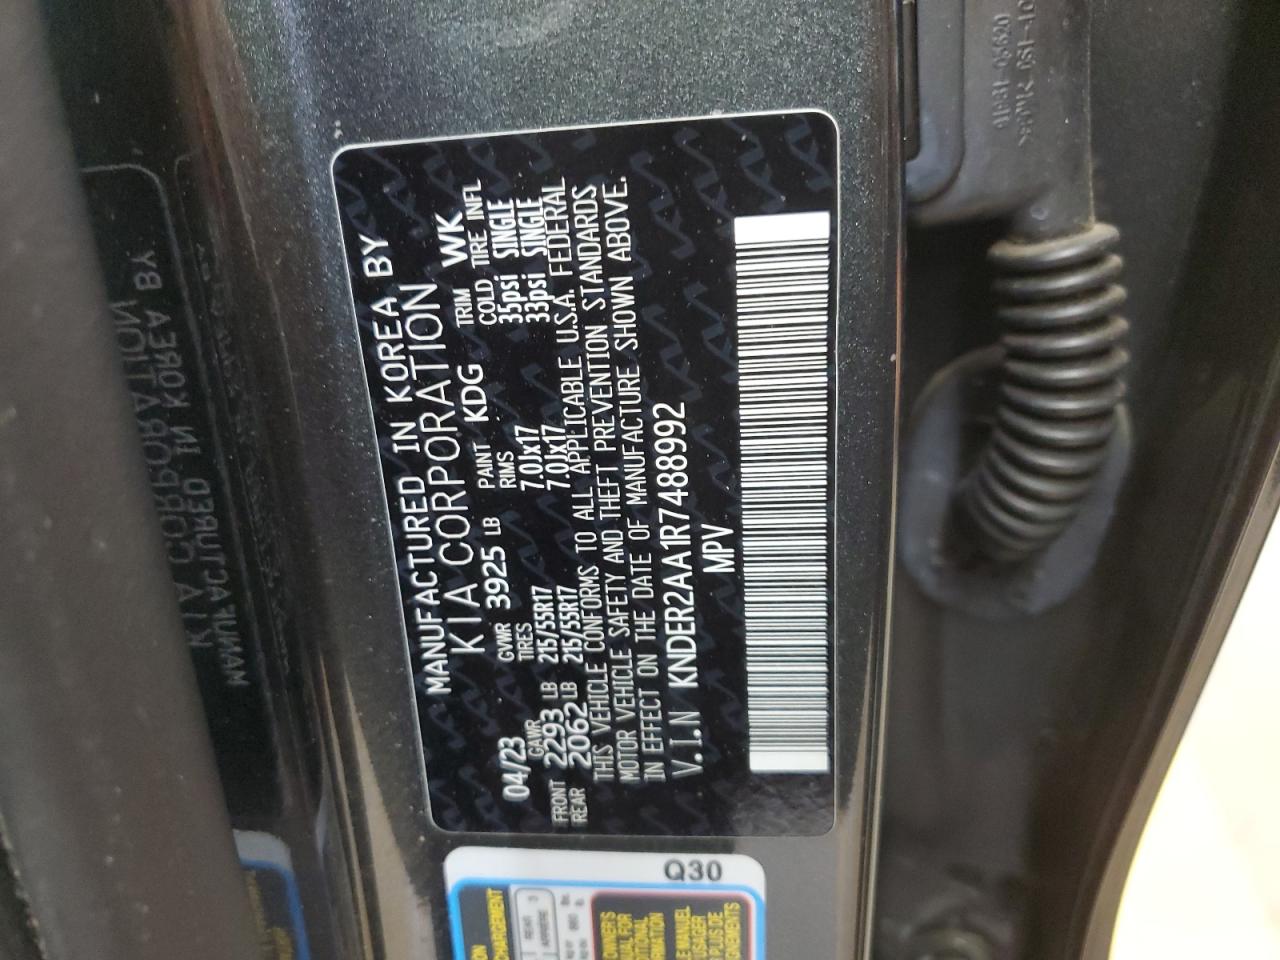 MANUFACTURED IN KOREA BY
KIA CORPORATION
04/23 GVWR 3925 LB PAINT KDG TRIM WK
GAWR TIRES RIMS COLD TIRE INFL
FRONT 2293 LB 215/55R17 7.0Jx17 35psi SINGLE
REAR 2062 LB 215/55R17 7.0Jx17 33psi SINGLE
THIS VEHICLE CONFORMS TO ALL APPLICABLE U.S.A. FEDERAL
MOTOR VEHICLE SAFETY AND THEFT PREVENTION STANDARDS
IN EFFECT ON THE DATE OF MANUFACTURE SHOWN ABOVE.
V.I.N KNDER2AA1R7488992
MPV
Q30
OWNER'S
MANUEL